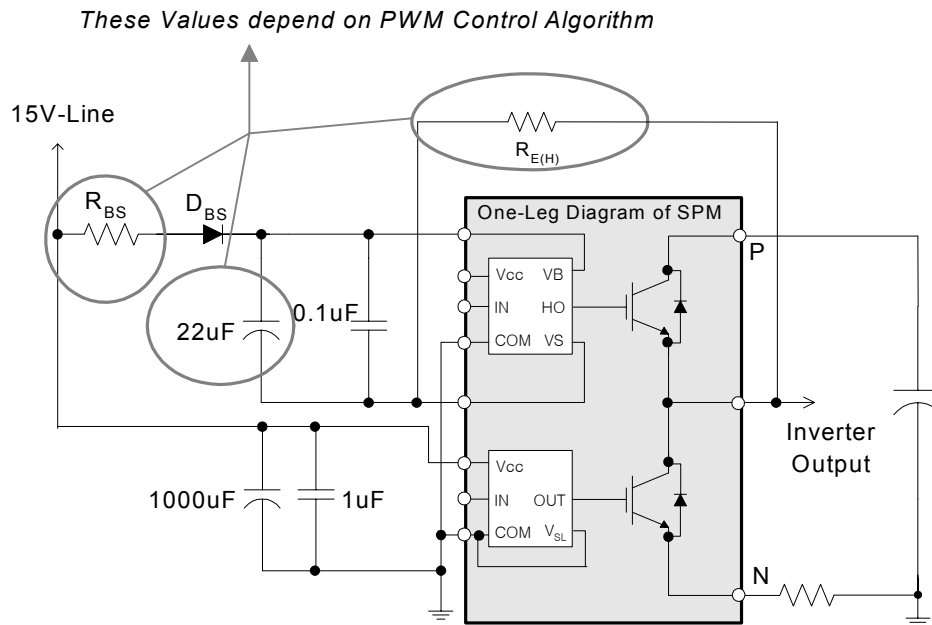 These Values depend on PWM Control Algorithm
15V-Line
R_E(H)
R_BS
D_BS
One-Leg Diagram of SPM
P
Vcc VB
IN HO
COM VS
22uF
0.1uF
Inverter
Output
Vcc
IN OUT
COM V_SL
1000uF
1uF
N